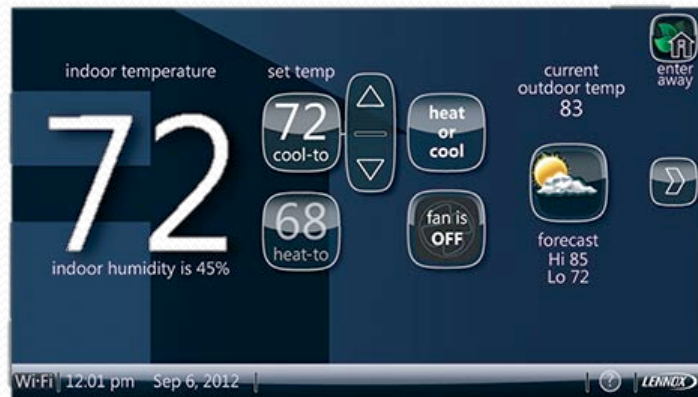 indoor temperature
72
indoor humidity is 45%
set temp
72
cool-to
68
heat-to
heat
or
cool
fan is
OFF
current
outdoor temp
83
forecast
Hi 85
Lo 72
enter
away
Wi-Fi 12:01 pm Sep 6, 2012
? LENNOX